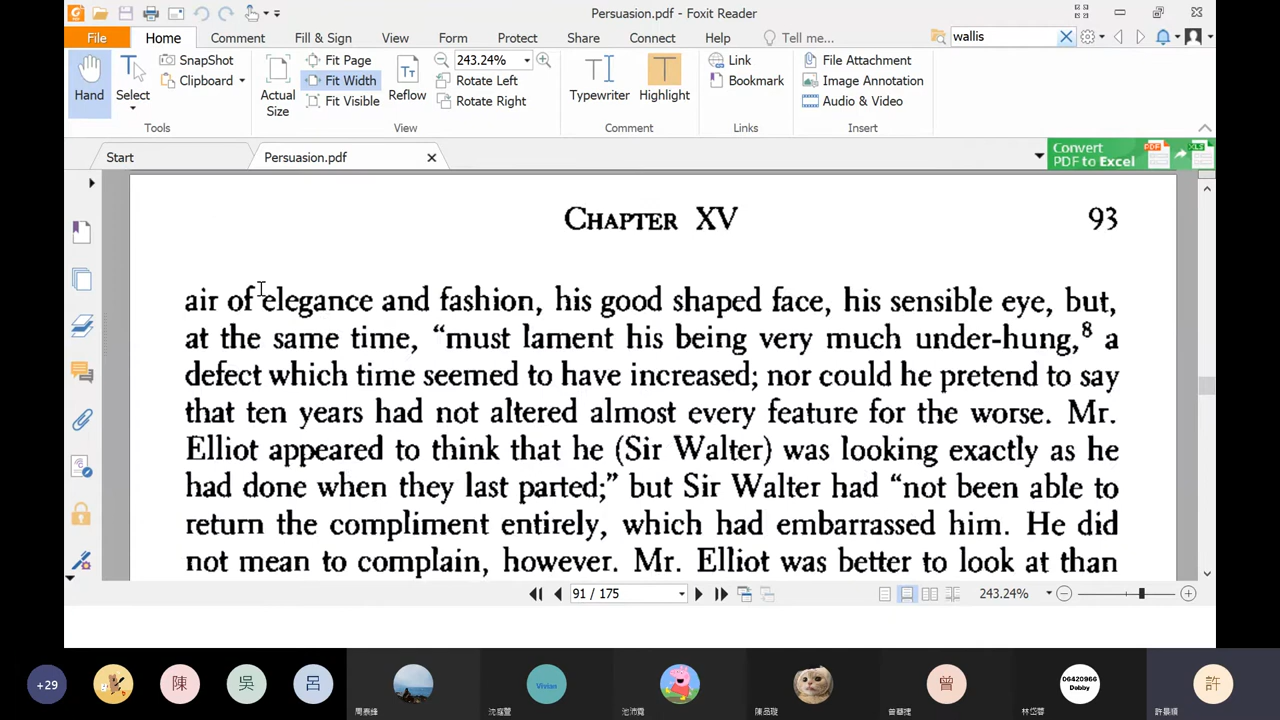 Persuasion.pdf - Foxit Reader
File Home Comment Fill & Sign View Form Protect Share Connect Help Tell me... wallis
Hand Select SnapShot Clipboard Actual Size Fit Page Fit Width Fit Visible Reflow 243.24% Rotate Left Rotate Right Typewriter Highlight Link Bookmark File Attachment Image Annotation Audio & Video
Tools View Comment Links Insert
Start Persuasion.pdf Convert PDF to Excel PDF XLS
CHAPTER XV 93
air of elegance and fashion, his good shaped face, his sensible eye, but,
at the same time, “must lament his being very much under-hung,⁸ a
defect which time seemed to have increased; nor could he pretend to say
that ten years had not altered almost every feature for the worse. Mr.
Elliot appeared to think that he (Sir Walter) was looking exactly as he
had done when they last parted;” but Sir Walter had “not been able to
return the compliment entirely, which had embarrassed him. He did
not mean to complain, however. Mr. Elliot was better to look at than
91 / 175 243.24%
+29 陳 吳 呂 Vivian 曾 06420966 Debby 許